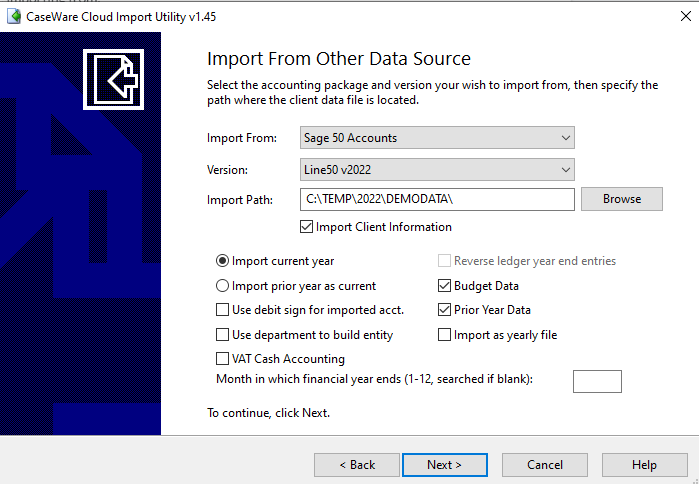 CaseWare Cloud Import Utility v1.45
Import From Other Data Source
Select the accounting package and version your wish to import from, then specify the
path where the client data file is located.
Import From: Sage 50 Accounts
Version: Line50 v2022
Import Path: C:\TEMP\2022\DEMODATA\ Browse
Import Client Information
Import current year Reverse ledger year end entries
Import prior year as current Budget Data
Use debit sign for imported acct. Prior Year Data
Use department to build entity Import as yearly file
VAT Cash Accounting
Month in which financial year ends (1-12, searched if blank):
To continue, click Next.
< Back Next > Cancel Help